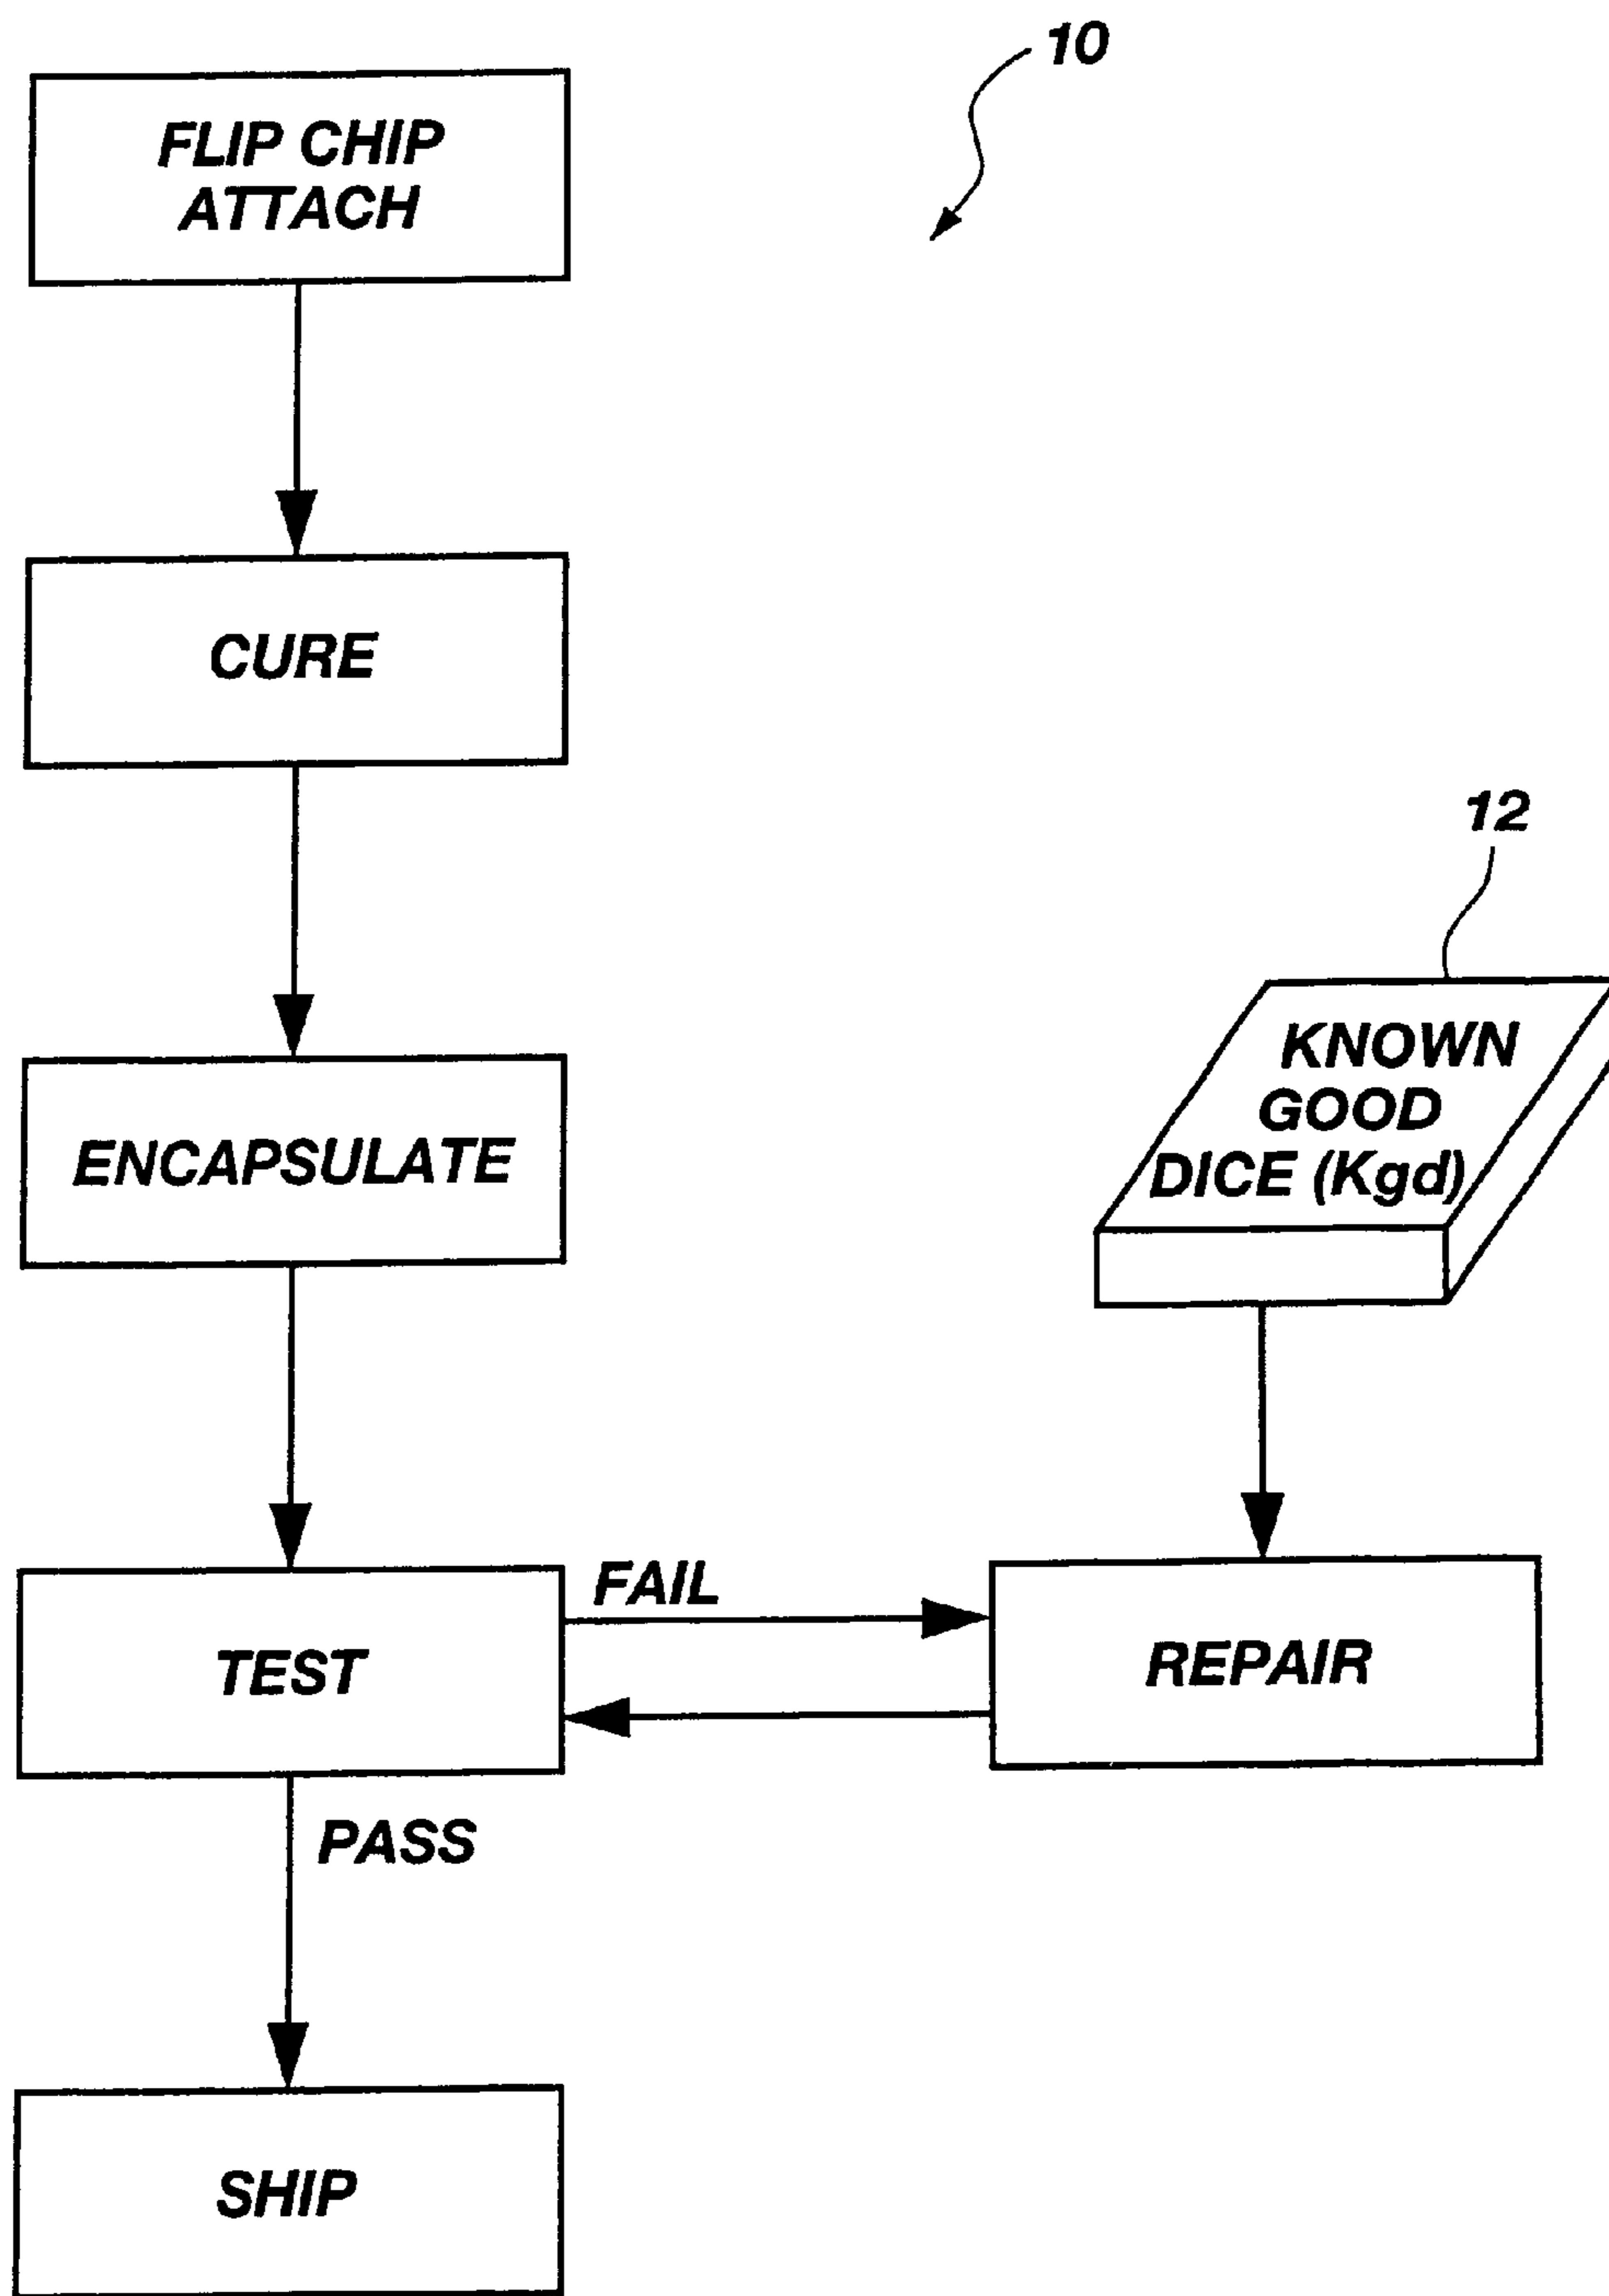 10
FLIP CHIP
ATTACH
CURE
12
KNOWN
GOOD
DICE (Kgd)
ENCAPSULATE
FAIL
TEST
REPAIR
PASS
SHIP